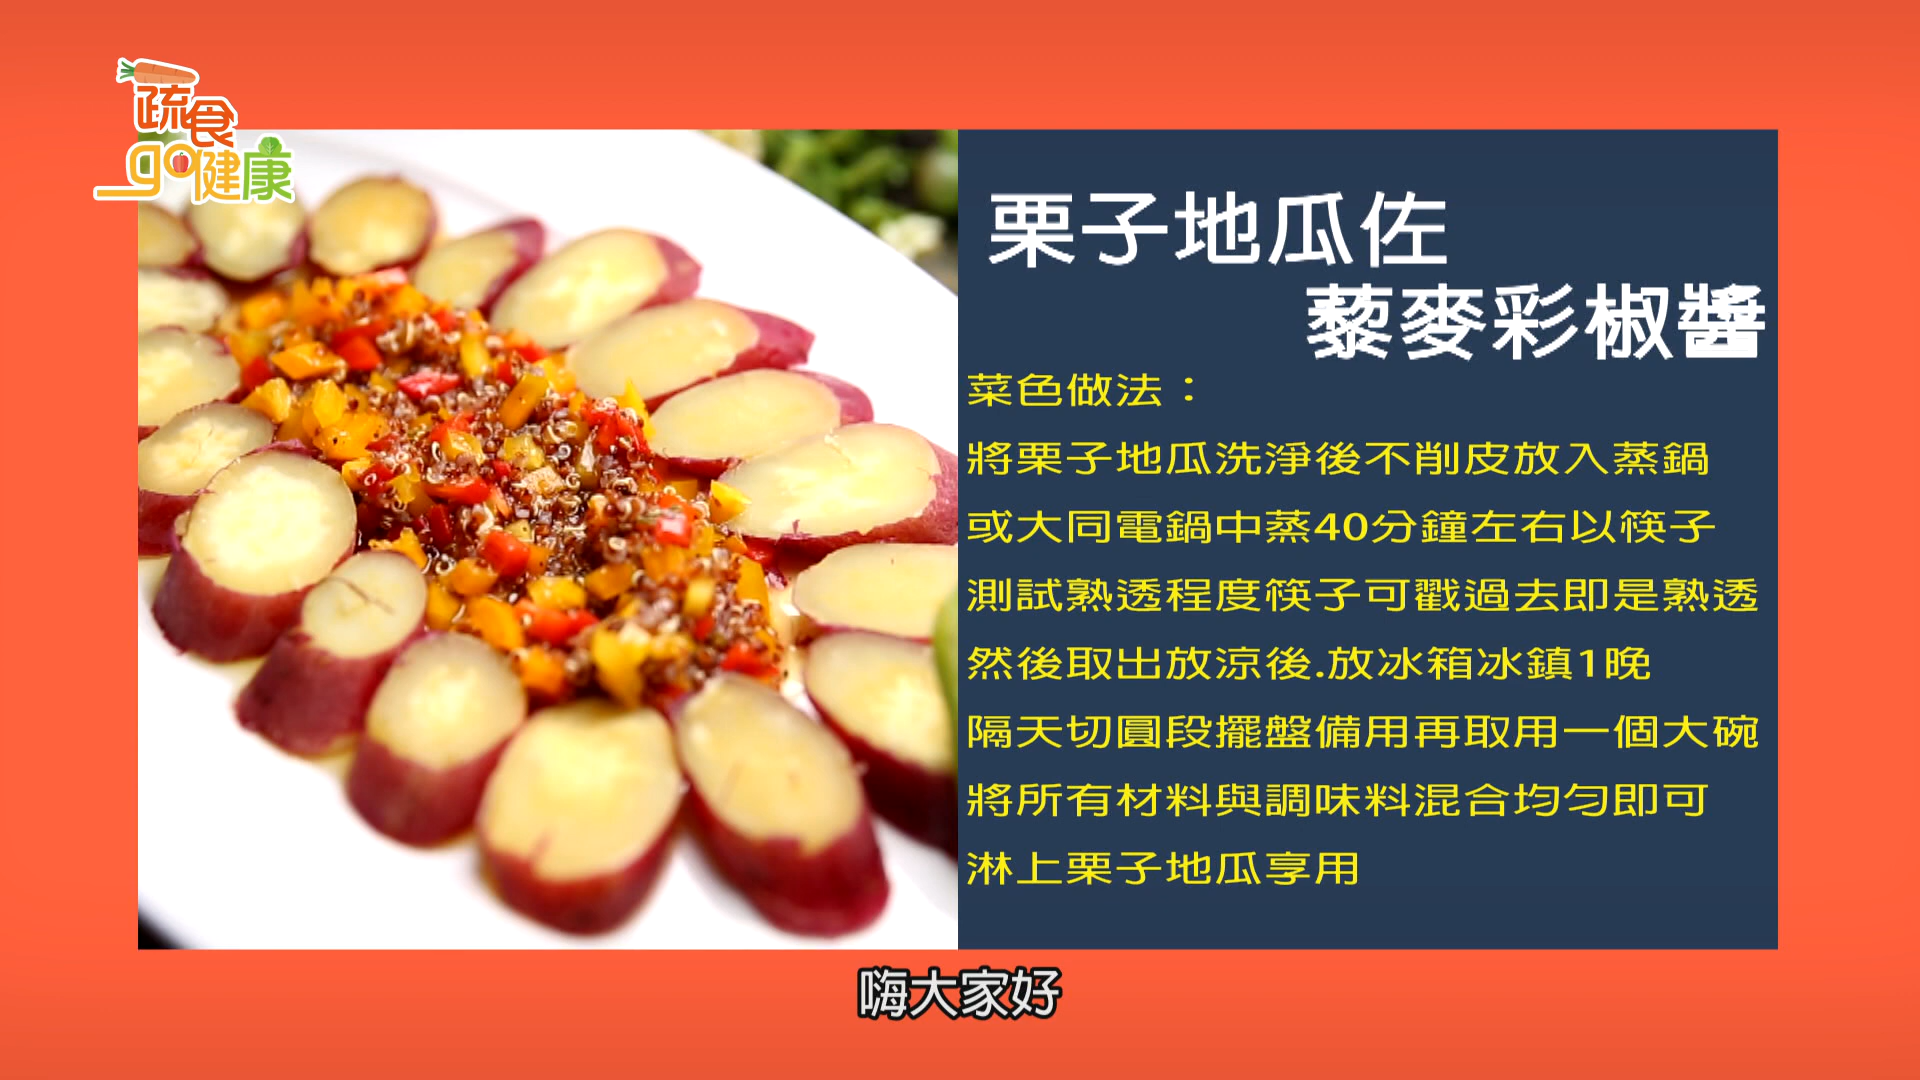 蔬食
go健康
栗子地瓜佐
藜麥彩椒醬
菜色做法：
將栗子地瓜洗淨後不削皮放入蒸鍋
或大同電鍋中蒸40分鐘左右以筷子
測試熟透程度筷子可戳過去即是熟透
然後取出放涼後.放冰箱冰鎮1晚
隔天切圓段擺盤備用再取用一個大碗
將所有材料與調味料混合均勻即可
淋上栗子地瓜享用
嗨大家好